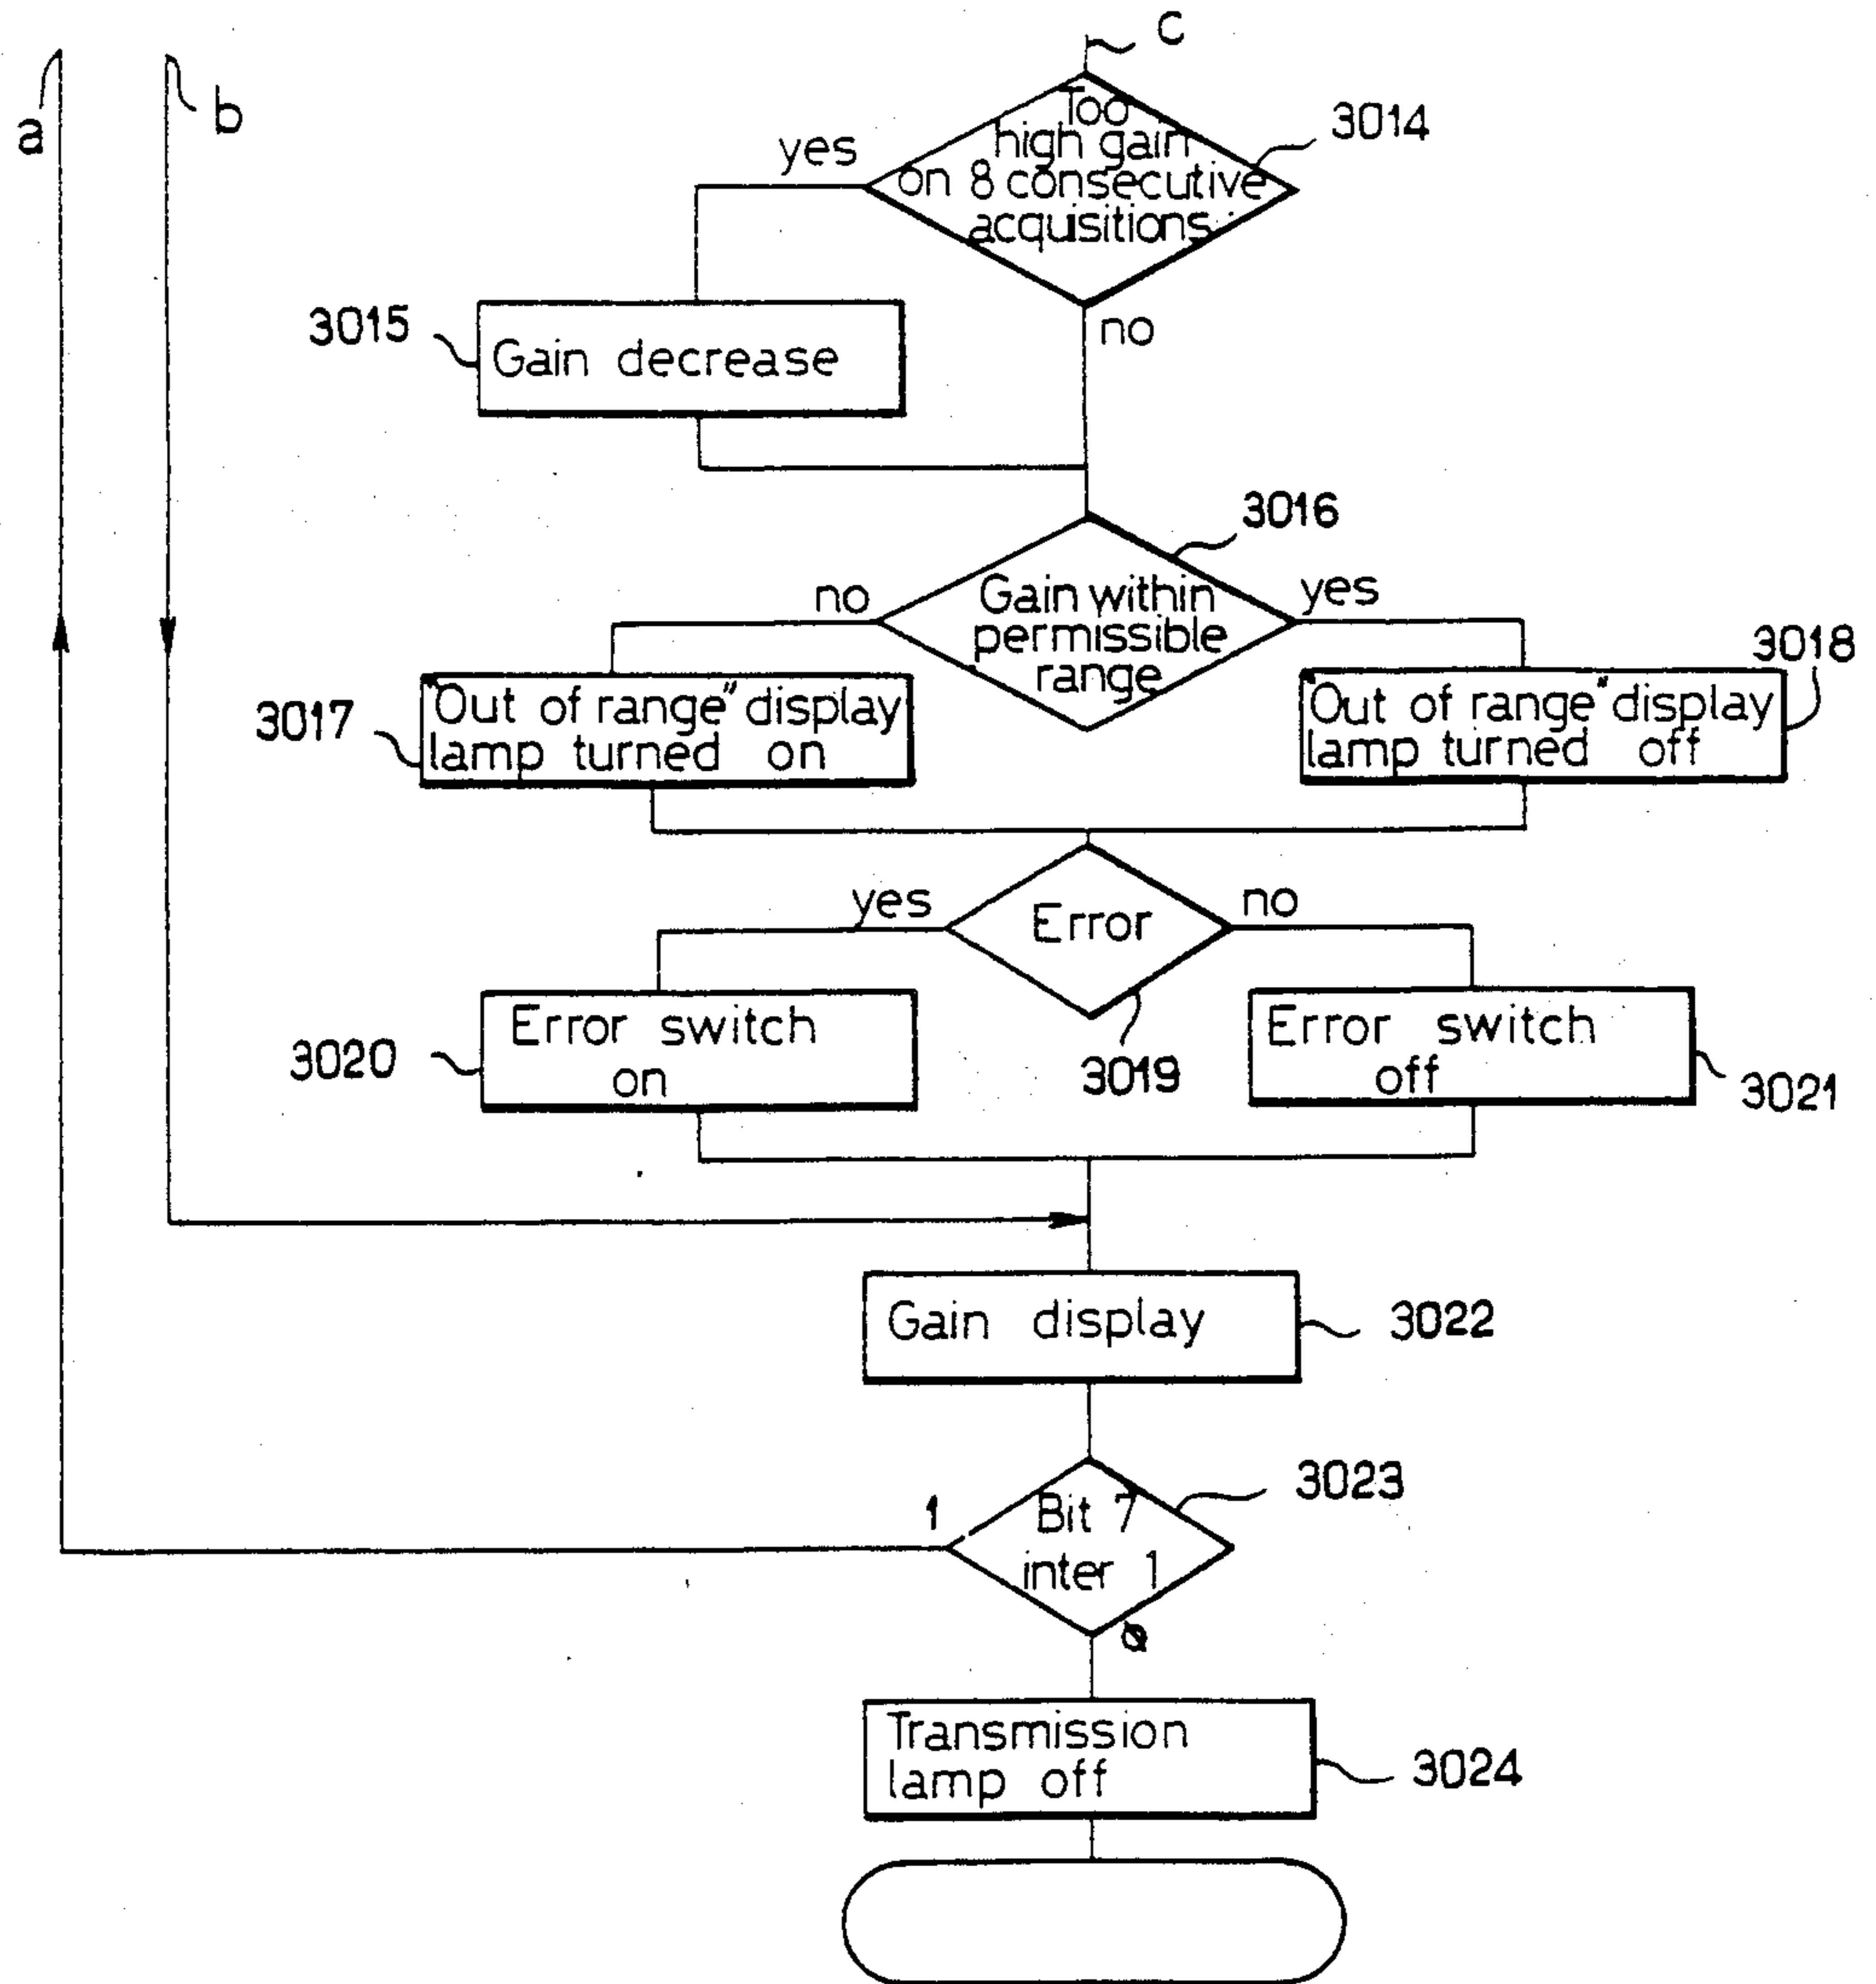 c
a
b
Too
high gain
on 8 consecutive
acquisitions
3014
yes
no
3015
Gain decrease
3016
Gain within
permissible
range
no
yes
3017
"Out of range" display
lamp turned on
3018
"Out of range" display
lamp turned off
Error
yes
no
3019
3020
Error switch
on
Error switch
off
3021
Gain display
3022
3023
1
Bit 7
inter 1
0
Transmission
lamp off
3024